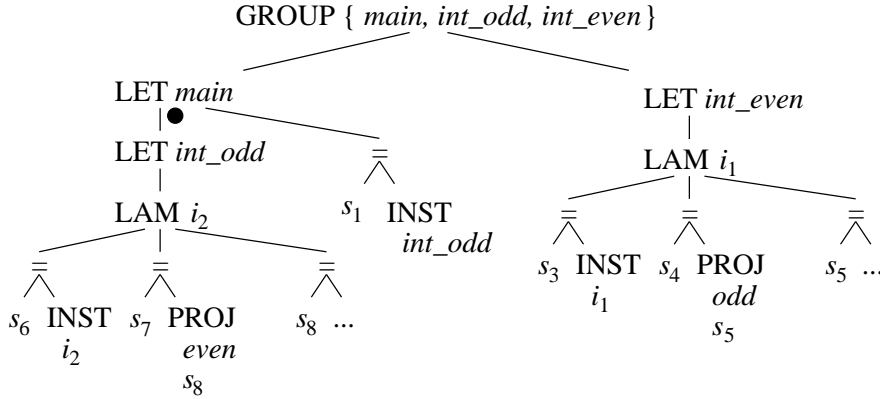 GROUP { main, int_odd, int_even }
LET main
LET int_even
LET int_odd
=
LAM i1
LAM i2
s1 INST
int_odd
= = =
= = =
s3 INST
i1
s4 PROJ
odd
s5
s5 ...
s6 INST
i2
s7 PROJ
even
s8
s8 ...